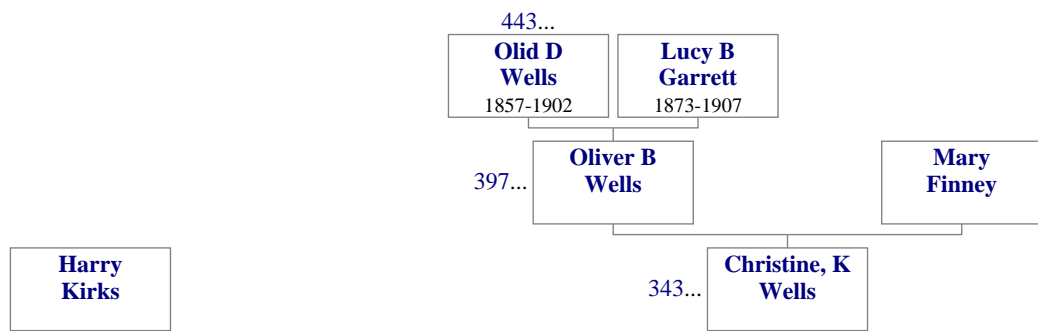 443...
Olid D
Wells
1857-1902
Lucy B
Garrett
1873-1907
397...
Oliver B
Wells
Mary
Finney
Harry
Kirks
343...
Christine, K
Wells